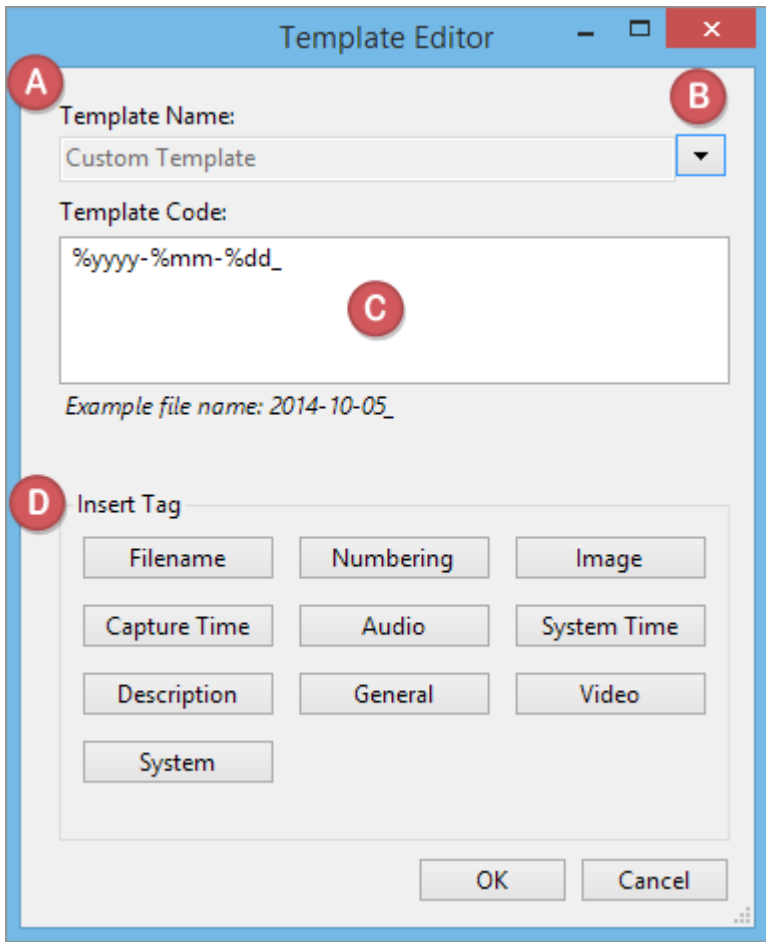 Template Editor
A
B
Template Name:
Custom Template
Template Code:
%yyyy-%mm-%dd_
C
Example file name: 2014-10-05_
D
Insert Tag
Filename Numbering Image
Capture Time Audio System Time
Description General Video
System
OK Cancel